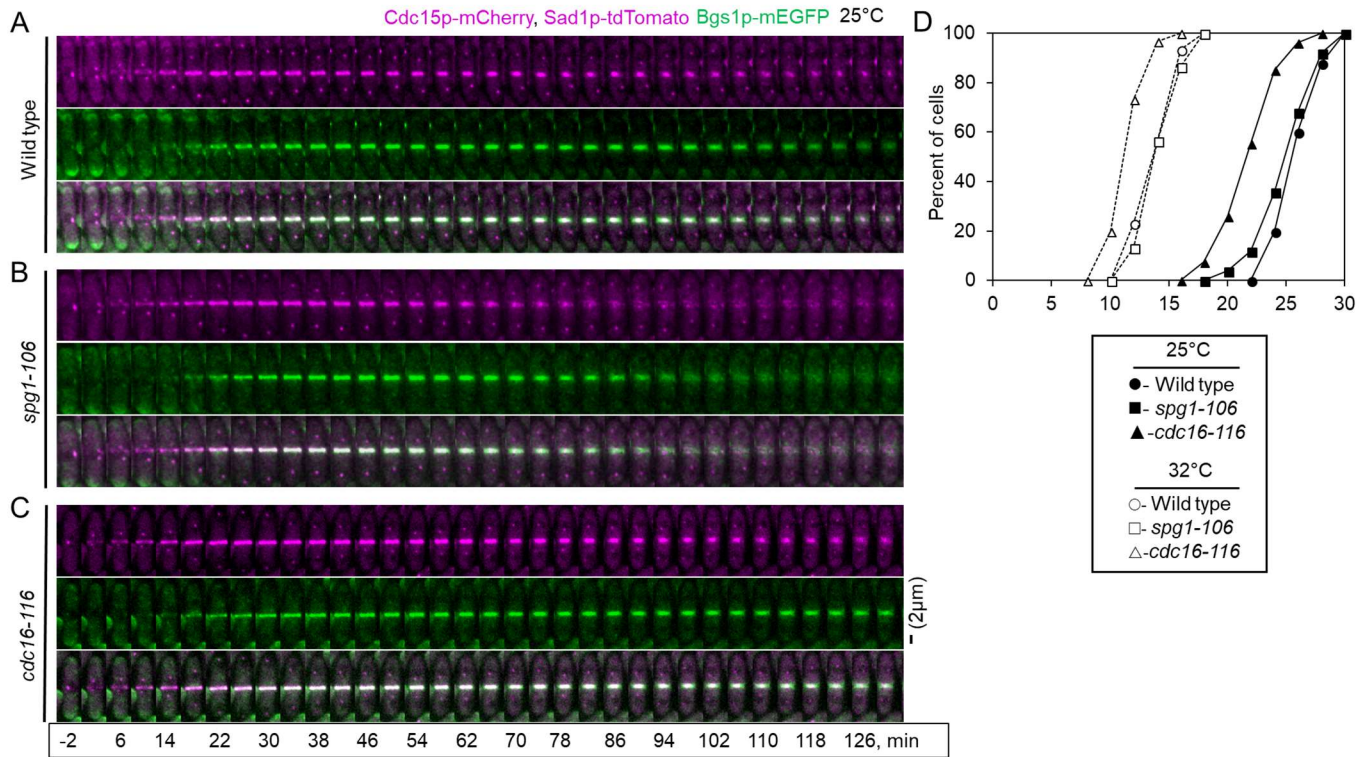 Cdc15p-mCherry, Sad1p-tdTomato Bgs1p-mEGFP 25°C
A
Wild type
B
spg1-106
C
cdc16-116
- (2μm)
-2 6 14 22 30 38 46 54 62 70 78 86 94 102 110 118 126, min
D
Percent of cells
100
80
60
40
20
0
0 5 10 15 20 25 30
25°C
- Wild type
- spg1-106
-cdc16-116
32°C
- Wild type
- spg1-106
-cdc16-116